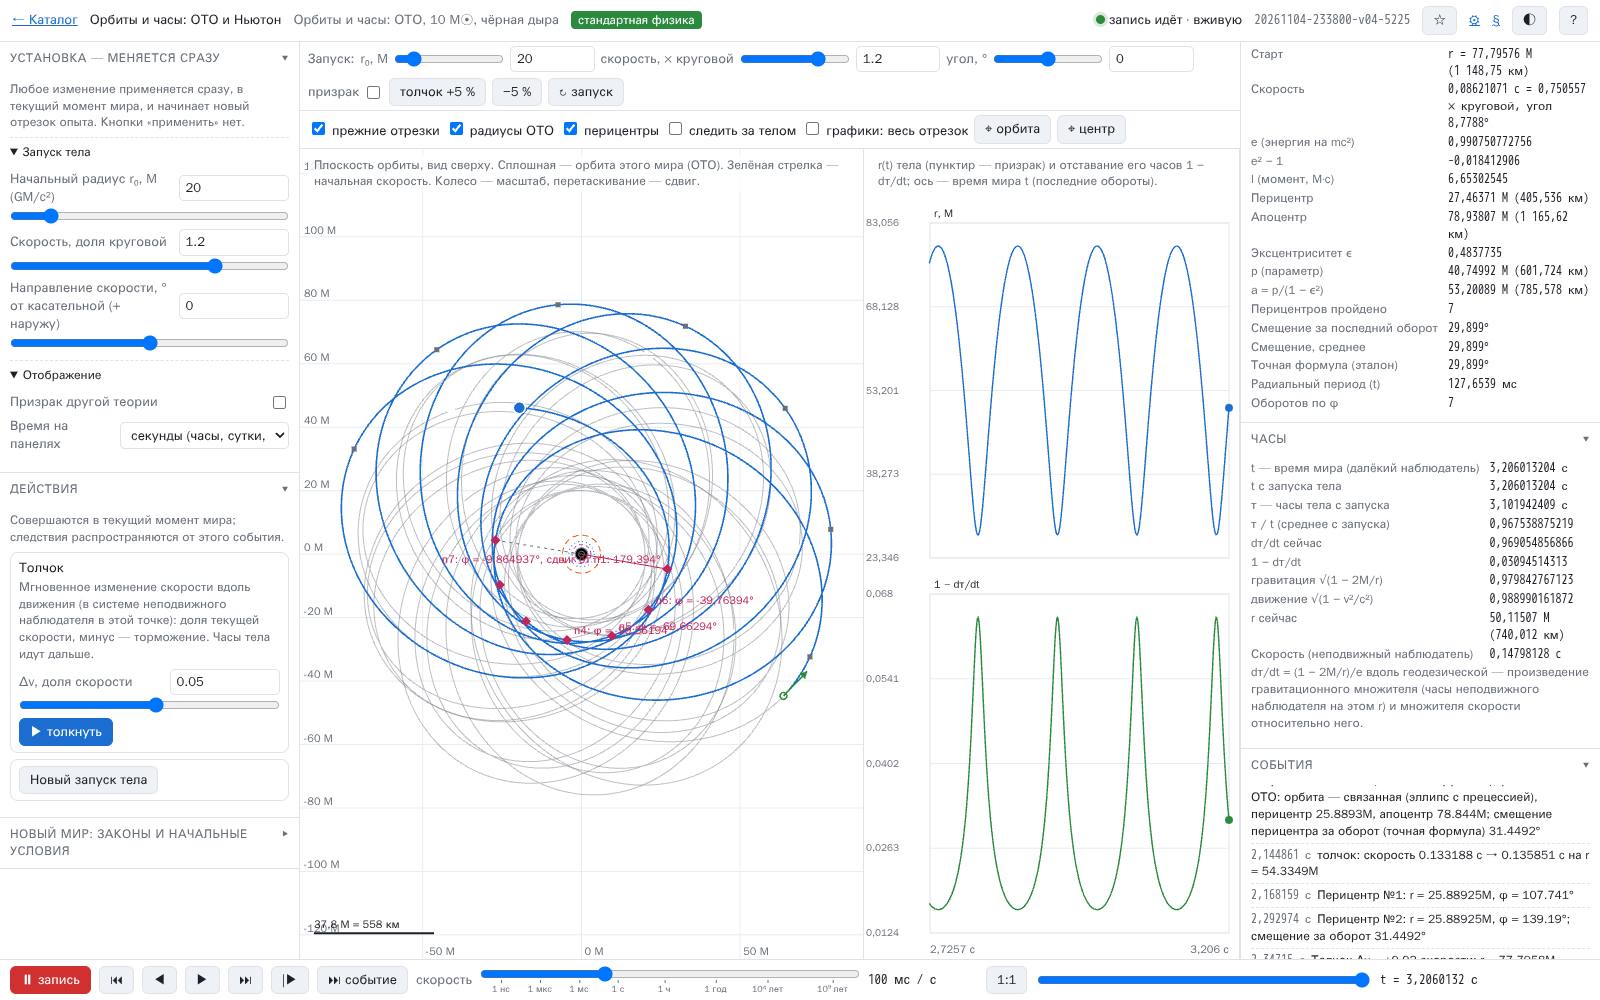 ← Каталог Орбиты и часы: ОТО и Ньютон Орбиты и часы: ОТО, 10 M☉, чёрная дыра стандартная физика запись идёт · вживую 20261104-233800-v04-5225 ☆ ⚙ § ◐ ?
УСТАНОВКА — МЕНЯЕТСЯ СРАЗУ
Любое изменение применяется сразу, в
текущий момент мира, и начинает новый
отрезок опыта. Кнопки «применить» нет.
▼ Запуск тела
Начальный радиус r₀, M
(GM/c²)
20
Скорость, доля круговой 1.2
Направление скорости, °
от касательной (+
наружу)
0
▼ Отображение
Призрак другой теории
Время на
панелях
секунды (часы, сутки,
ДЕЙСТВИЯ
Совершаются в текущий момент мира;
следствия распространяются от этого события.
Толчок
Мгновенное изменение скорости вдоль
движения (в системе неподвижного
наблюдателя в этой точке): доля текущей
скорости, минус — торможение. Часы тела
идут дальше.
Δv, доля скорости 0.05
▶ толкнуть
Новый запуск тела
НОВЫЙ МИР: ЗАКОНЫ И НАЧАЛЬНЫЕ
УСЛОВИЯ
Запуск: r₀, M 20 скорость, × круговой 1.2 угол, ° 0
призрак толчок +5 % −5 % ↻ запуск
прежние отрезки радиусы ОТО перицентры следить за телом графики: весь отрезок ⌖ орбита ⌖ центр
Плоскость орбиты, вид сверху. Сплошная — орбита этого мира (ОТО). Зелёная стрелка —
начальная скорость. Колесо — масштаб, перетаскивание — сдвиг.
100 M
80 M
60 M
40 M
20 M
0 M
-20 M
-40 M
-60 M
-80 M
-100 M
-120 M
n7: φ = -9.864937°, сдвиг от n1: 179,394°
n6: φ = -39,76394°
37,8 M = 558 км
-50 M 0 M 50 M
r(t) тела (пунктир — призрак) и отставание его часов 1 −
dτ/dt; ось — время мира t (последние обороты).
r, M
83,056
68,128
53,201
38,273
23,346
1 − dτ/dt
0,068
0,0541
0,0402
0,0263
0,0124
2,7257 с 3,206 с
Старт r = 77,79576 M
(1 148,75 км)
Скорость 0,08621071 c = 0,750557
× круговой, угол
8,7788°
e (энергия на mc²) 0,990750772756
e² − 1 −0,018412906
l (момент, M·c) 6,65302545
Перицентр 27,46371 M (405,536 км)
Апоцентр 78,93807 M (1 165,62
км)
Эксцентриситет ϵ 0,4837735
p (параметр) 40,74992 M (601,724 км)
a = p/(1 − ϵ²) 53,20089 M (785,578 км)
Перицентров пройдено 7
Смещение за последний оборот 29,899°
Смещение, среднее 29,899°
Точная формула (эталон) 29,899°
Радиальный период (t) 127,6539 мс
Оборотов по φ 7
ЧАСЫ
t — время мира (далёкий наблюдатель) 3,206013204 с
t с запуска тела 3,206013204 с
τ — часы тела с запуска 3,101942409 с
τ / t (среднее с запуска) 0,967538875219
dτ/dt сейчас 0,969054856866
1 − dτ/dt 0,03094514313
гравитация √(1 − 2M/r) 0,979842767123
движение √(1 − v²/c²) 0,988990161872
r сейчас 50,11507 M
(740,012 км)
Скорость (неподвижный наблюдатель) 0,14798128 c
dτ/dt = (1 − 2M/r)/e вдоль геодезической — произведение
гравитационного множителя (часы неподвижного
наблюдателя на этом r) и множителя скорости
относительно него.
СОБЫТИЯ
ОТО: орбита — связанная (эллипс с прецессией),
перицентр 25.8893M, апоцентр 78.844M; смещение
перицентра за оборот (точная формула) 31.4492°
2,144861 с толчок: скорость 0.133188 c → 0.135851 c на r
= 54.3349M
2,168159 с Перицентр №1: r = 25.88925M, φ = 107.741°
2,292974 с Перицентр №2: r = 25.88925M, φ = 139.19°;
смещение за оборот 31.4492°
⏸ запись ⏮ ◀ ▶ ⏭ |▶ ⏭ событие скорость 1 нс 1 мкс 1 мс 1 с 1 ч 1 год 10⁴ лет 10⁹ лет 100 мс / с 1:1 t = 3,2060132 с